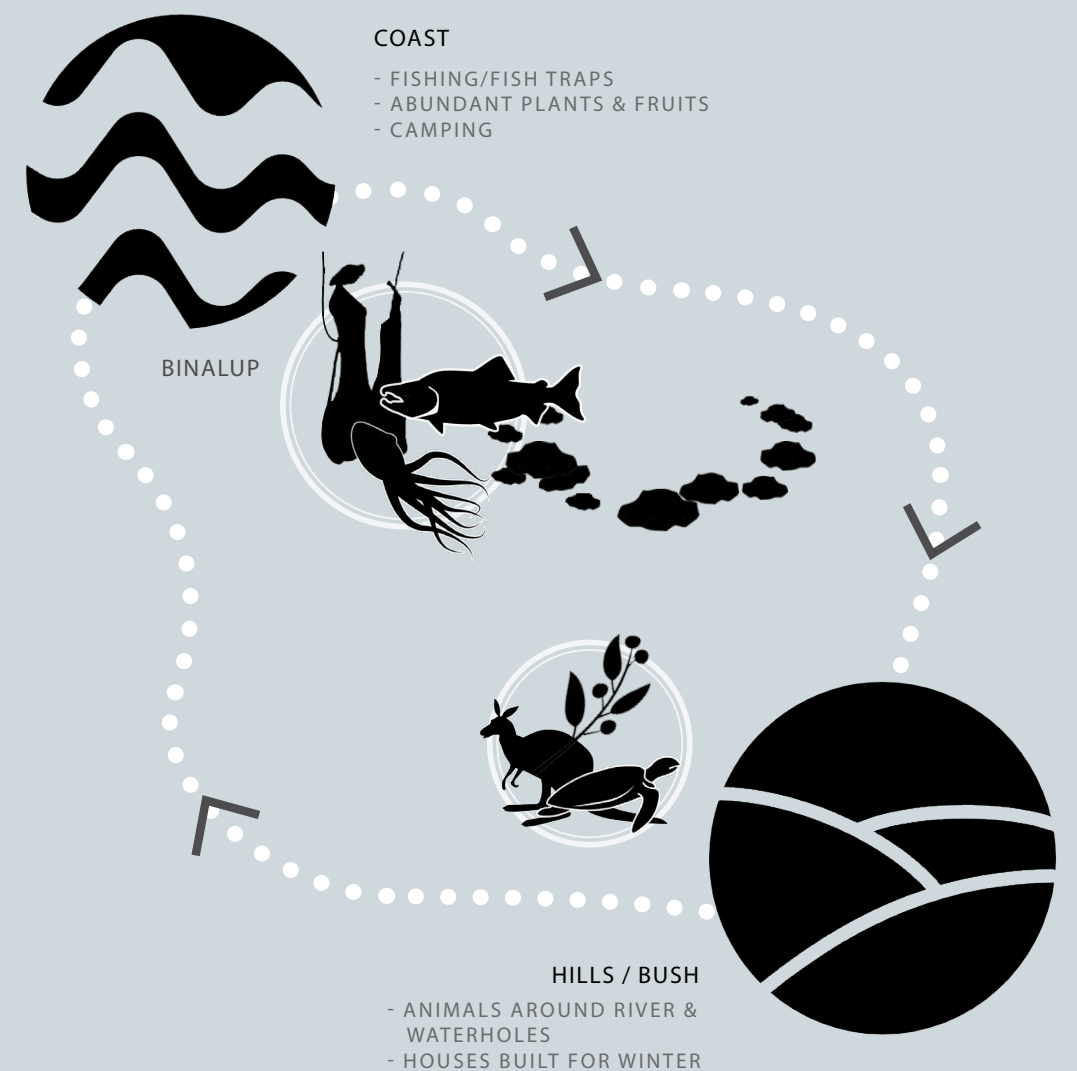 COAST
- FISHING/FISH TRAPS
- ABUNDANT PLANTS & FRUITS
- CAMPING
BINALUP
HILLS / BUSH
- ANIMALS AROUND RIVER &
WATERHOLES
- HOUSES BUILT FOR WINTER